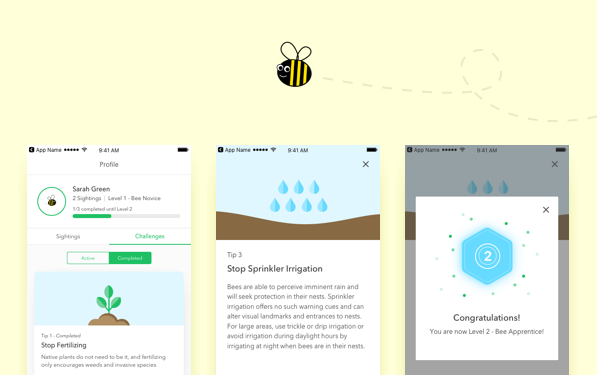 App Name
9:41 AM
Profile
Sarah Green
2 Sightings | Level 1 - Bee Novice
1/3 completed until Level 2
Sightings
Challenges
Active
Completed
Tip 1 - Completed
Stop Fertilizing
Native plants do not need to be it, and fertilizing
only encourages weeds and invasive species
App Name
9:41 AM
Tip 3
Stop Sprinkler Irrigation
Bees are able to perceive imminent rain and
will seek protection in their nests. Sprinkler
irrigation offers no such warning cues and can
alter visual landmarks and entrances to nests.
For large areas, use trickle or drip irrigation or
avoid irrigation during daylight hours by
irrigating at night when bees are in their nests.
App Name
9:41 AM
2
Congratulations!
You are now Level 2 - Bee Apprentice!